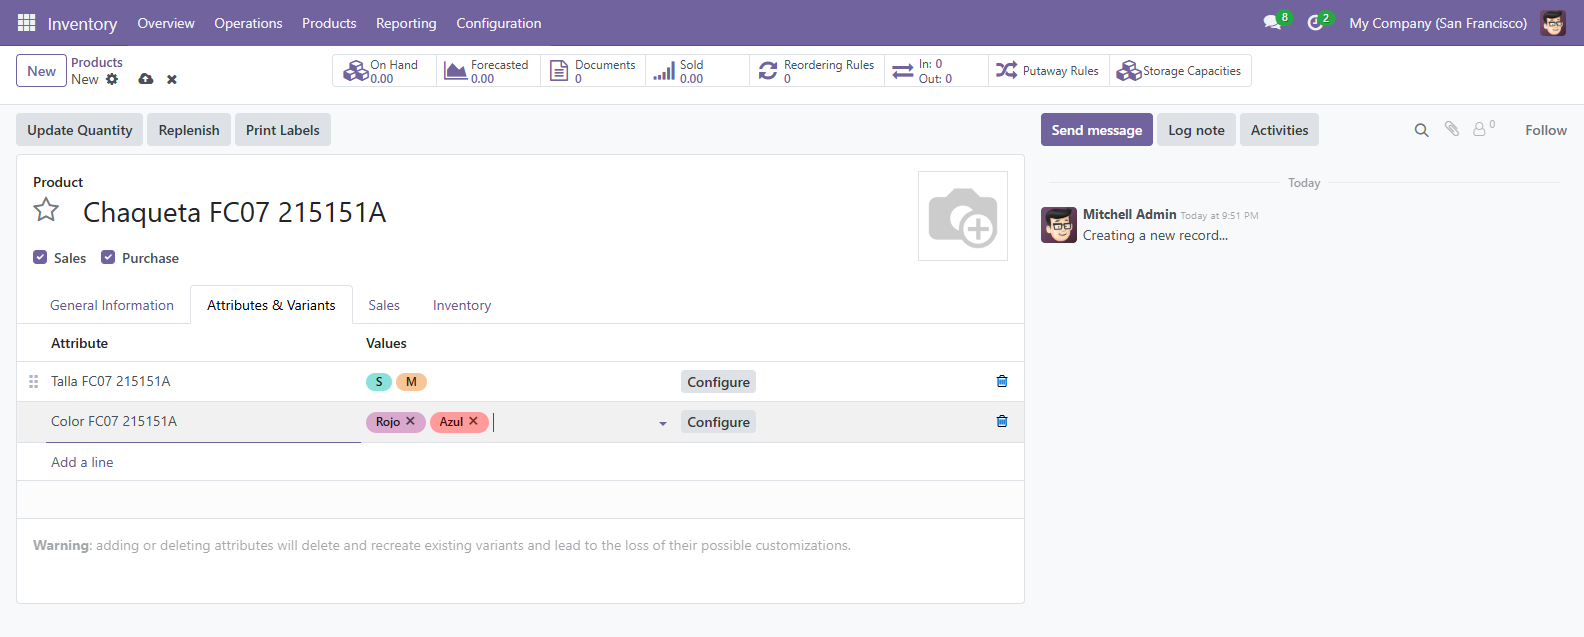 Inventory Overview Operations Products Reporting Configuration 8 2 My Company (San Francisco)
New Products
New
On Hand 0.00
Forecasted 0.00
Documents 0
Sold 0.00
Reordering Rules 0
In: 0
Out: 0
Putaway Rules
Storage Capacities
Update Quantity Replenish Print Labels
Send message Log note Activities 0 Follow
Product
Chaqueta FC07 215151A
Sales Purchase
General Information Attributes & Variants Sales Inventory
Attribute Values
Talla FC07 215151A S M Configure
Color FC07 215151A Rojo Azul Configure
Add a line
Warning: adding or deleting attributes will delete and recreate existing variants and lead to the loss of their possible customizations.
Today
Mitchell Admin Today at 9:51 PM
Creating a new record...